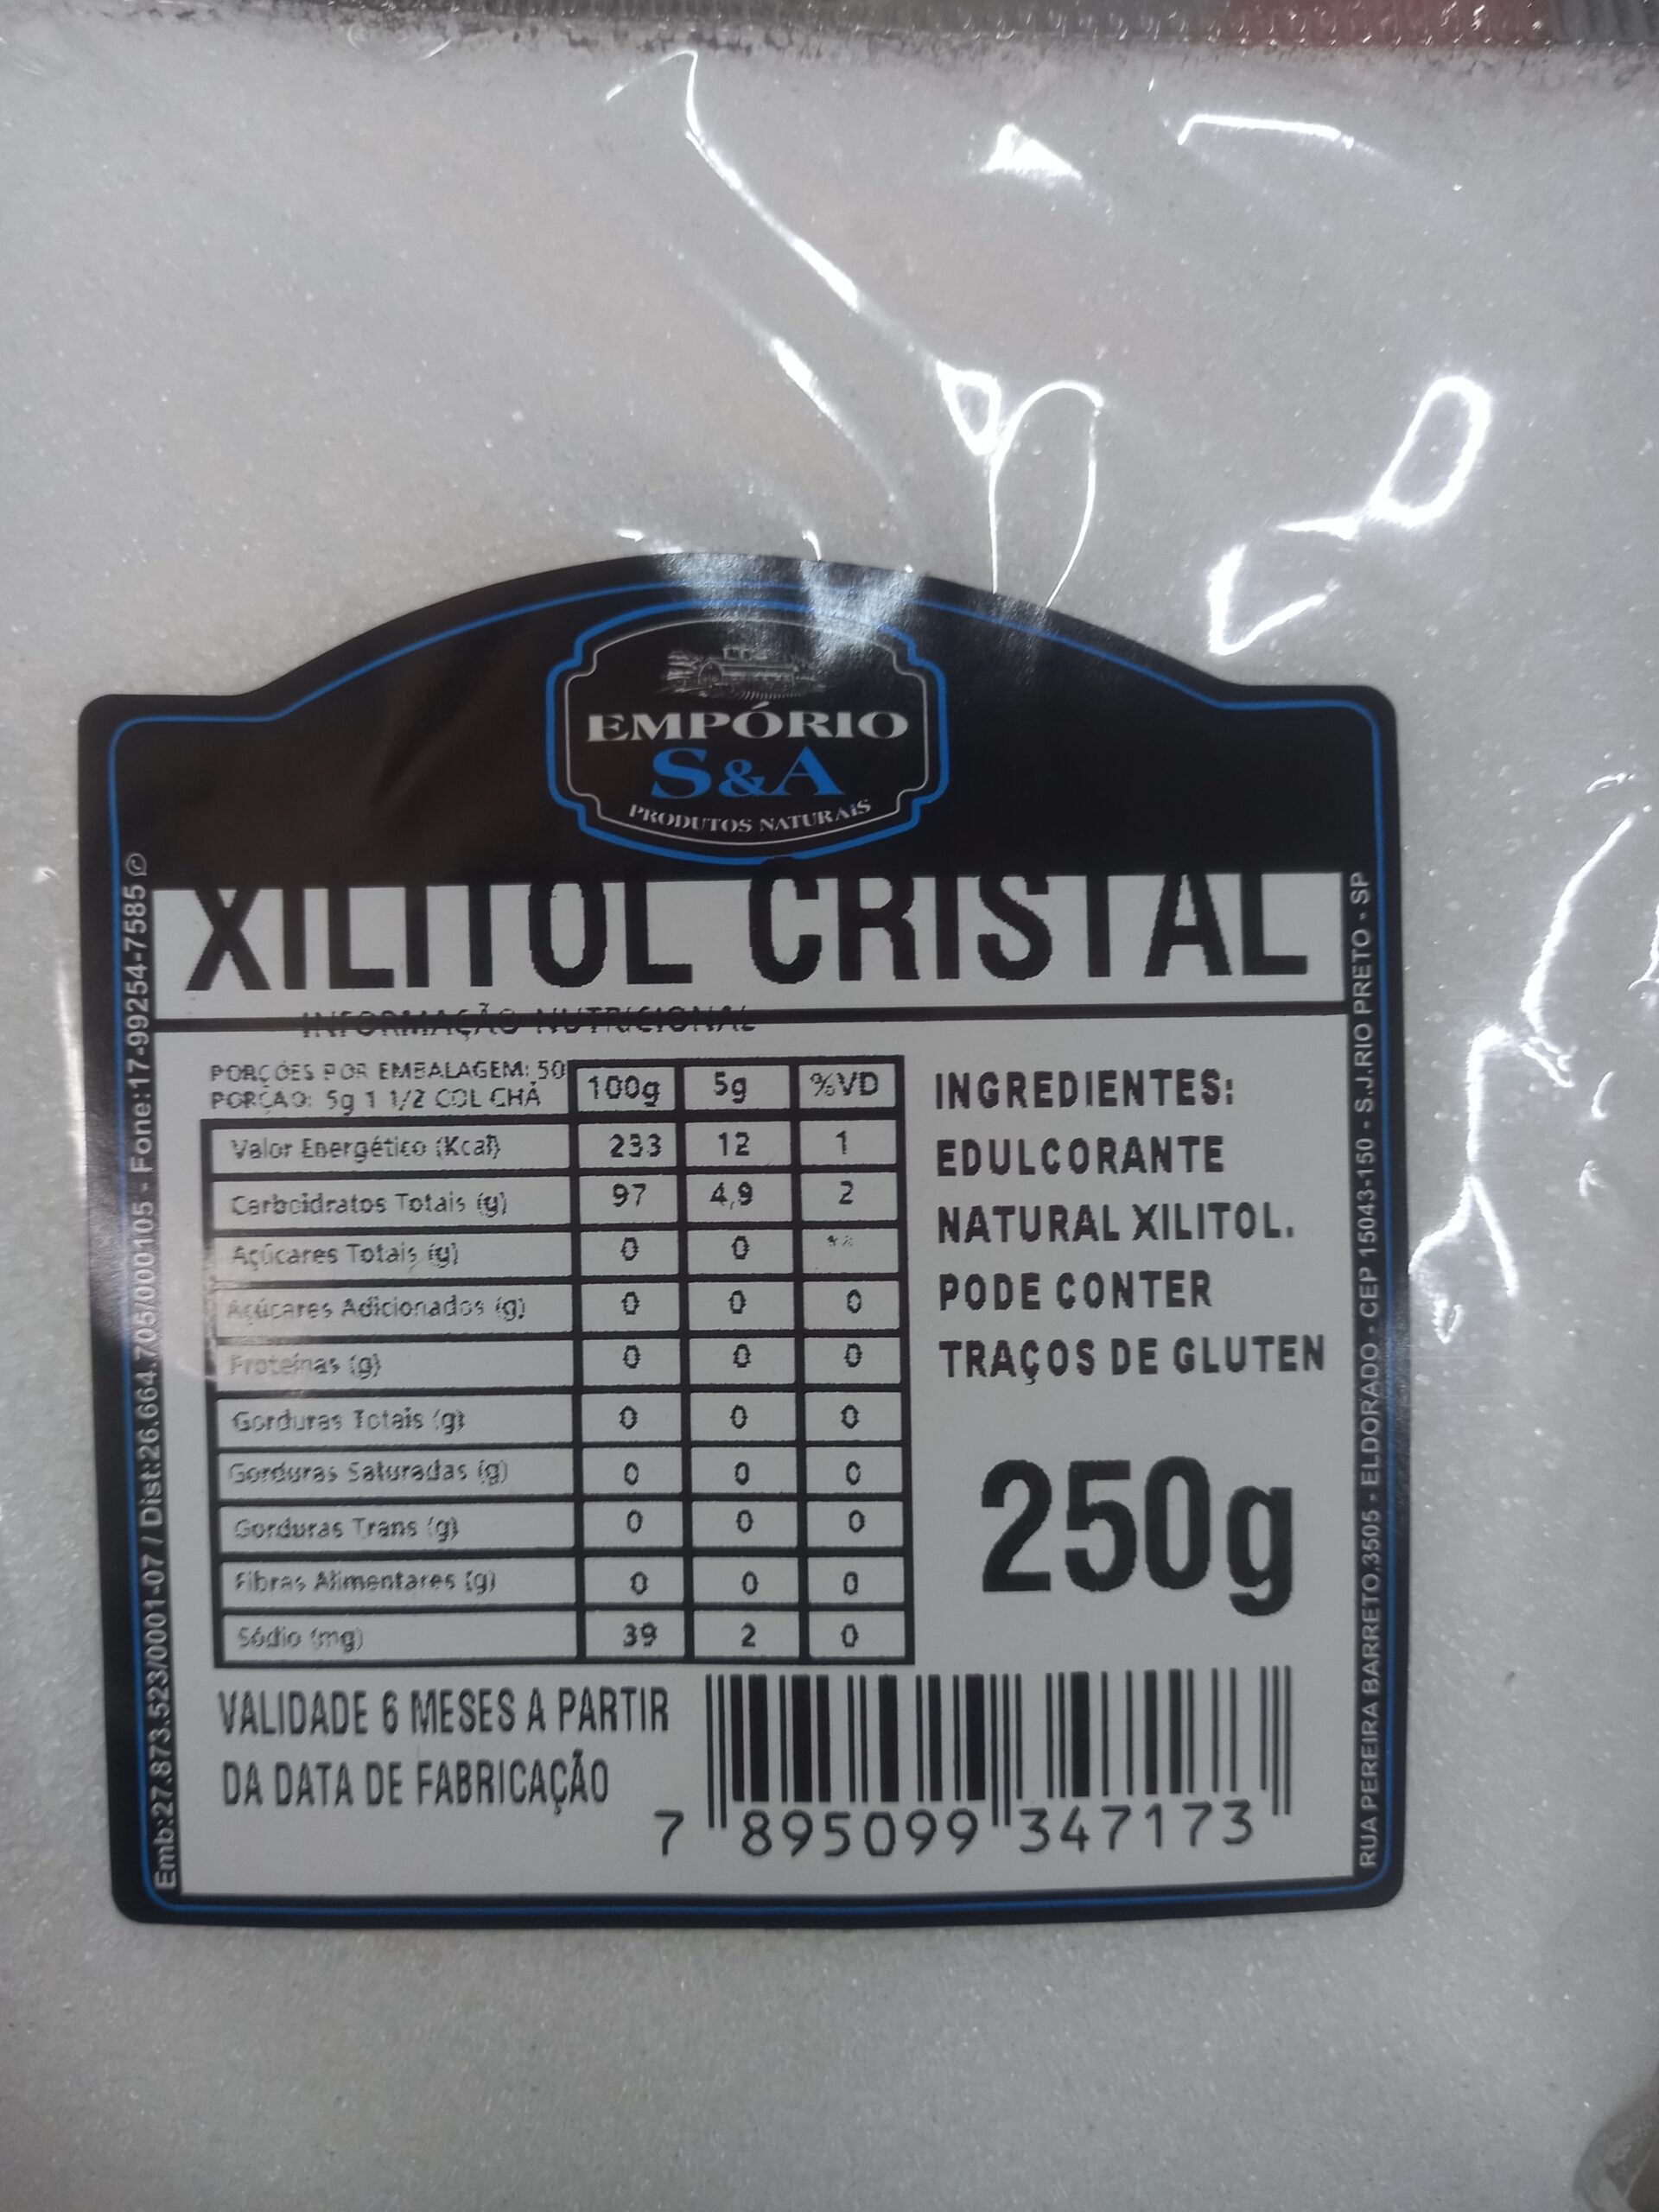 EMPÓRIO
S&A
PRODUTOS NATURAIS
XILITOL CRISTAL
INFORMAÇÃO NUTRICIONAL
PORÇOES POR EMBALAGEM: 50
PORÇAO: 5g 1 1/2 COL CHÁ
100g 5g %VD
Valor Energético (Kcal) 233 12 1
Carboidratos Totais (g) 97 4,9 2
Açúcares Totais (g) 0 0 **
Açúcares Adicionados (g) 0 0 0
Proteínas (g) 0 0 0
Gorduras Totais (g) 0 0 0
Gorduras Saturadas (g) 0 0 0
Gorduras Trans (g) 0 0 0
Fibras Alimentares (g) 0 0 0
Sódio (mg) 39 2 0
INGREDIENTES:
EDULCORANTE
NATURAL XILITOL.
PODE CONTER
TRAÇOS DE GLUTEN
250g
VALIDADE 6 MESES A PARTIR
DA DATA DE FABRICAÇÃO
7 895099 347173
Emb:27.873.523/0001-07 / Dist:26.664.705/000105 - Fone:17-99254-7585 ©
RUA PEREIRA BARRETO,3505 - ELDORADO - CEP 15043-150 - S.J.RIO PRETO - SP